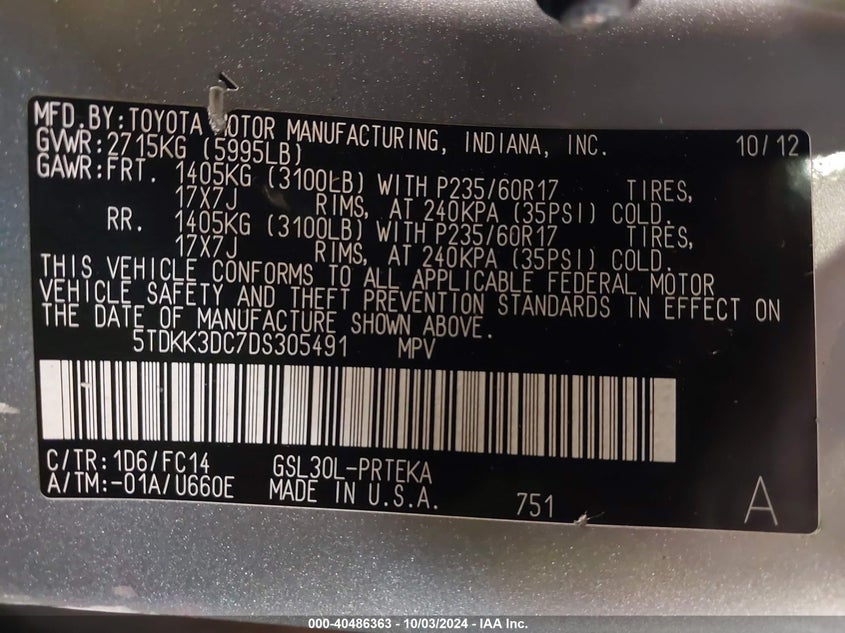 MFD.BY:TOYOTA MOTOR MANUFACTURING, INDIANA, INC. 10/12
GVWR:2715KG (5995LB)
GAWR:FRT. 1405KG (3100LB) WITH P235/60R17 TIRES,
17X7J RIMS, AT 240KPA (35PSI) COLD.
RR. 1405KG (3100LB) WITH P235/60R17 TIRES,
17X7J RIMS, AT 240KPA (35PSI) COLD.
THIS VEHICLE CONFORMS TO ALL APPLICABLE FEDERAL MOTOR
VEHICLE SAFETY AND THEFT PREVENTION STANDARDS IN EFFECT ON
THE DATE OF MANUFACTURE SHOWN ABOVE.
5TDKK3DC7DS305491 MPV
C/TR:1D6/FC14 GSL30L-PRTEKA
A/TM:-01A/U660E MADE IN U.S.A. 751 A
000-40486363 - 10/03/2024 - IAA Inc.